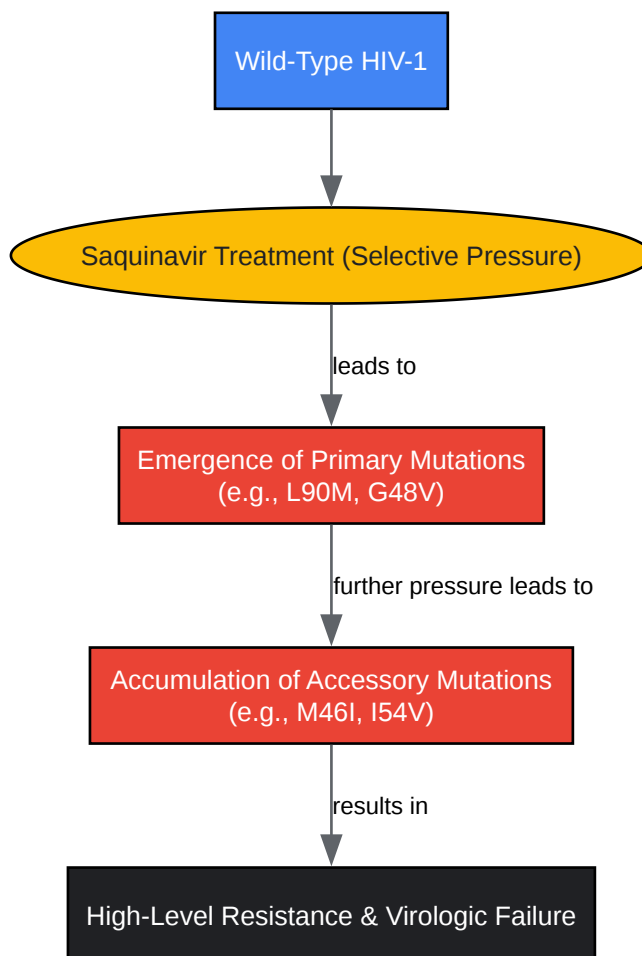 Wild-Type HIV-1
Saquinavir Treatment (Selective Pressure)
leads to
Emergence of Primary Mutations
(e.g., L90M, G48V)
further pressure leads to
Accumulation of Accessory Mutations
(e.g., M46I, I54V)
results in
High-Level Resistance & Virologic Failure